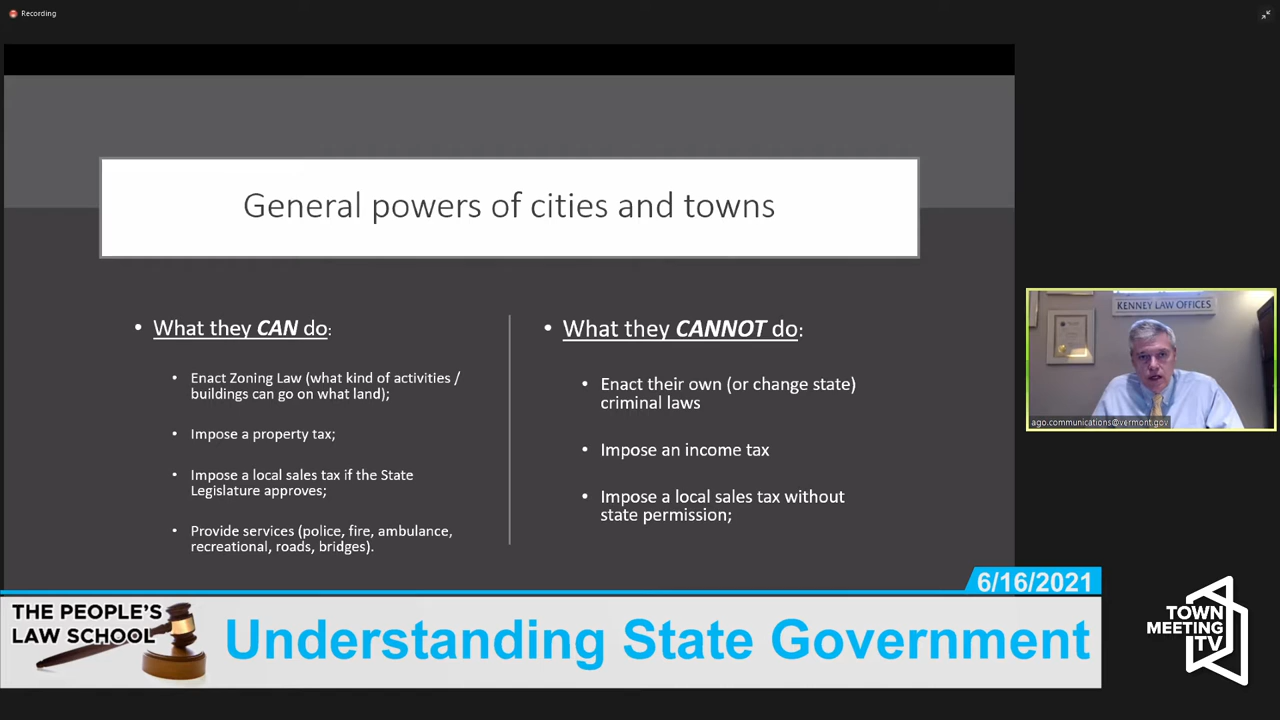 Recording
General powers of cities and towns
• What they CAN do:
• Enact Zoning Law (what kind of activities /
buildings can go on what land);
• Impose a property tax;
• Impose a local sales tax if the State
Legislature approves;
• Provide services (police, fire, ambulance,
recreational, roads, bridges).
• What they CANNOT do:
• Enact their own (or change state)
criminal laws
• Impose an income tax
• Impose a local sales tax without
state permission;
KENNEY LAW OFFICES
ago.communications@vermont.gov
6/16/2021
THE PEOPLE'S
LAW SCHOOL
Understanding State Government
TOWN
MEETING
TV